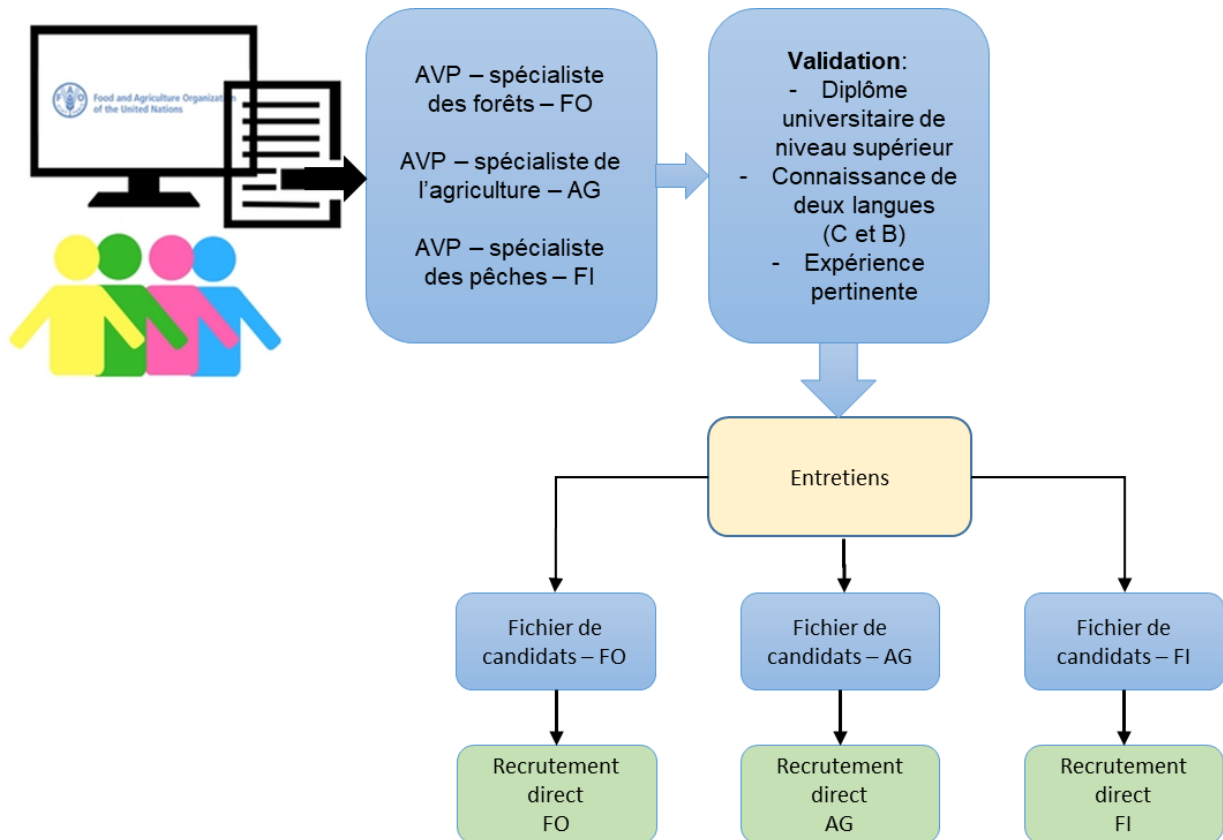 Food and Agriculture Organization
of the United Nations
AVP – spécialiste
des forêts – FO
AVP – spécialiste de
l’agriculture – AG
AVP – spécialiste
des pêches – FI
Validation:
- Diplôme
universitaire de
niveau supérieur
- Connaissance de
deux langues
(C et B)
- Expérience
pertinente
Entretiens
Fichier de
candidats – FO
Fichier de
candidats – AG
Fichier de
candidats – FI
Recrutement
direct
FO
Recrutement
direct
AG
Recrutement
direct
FI